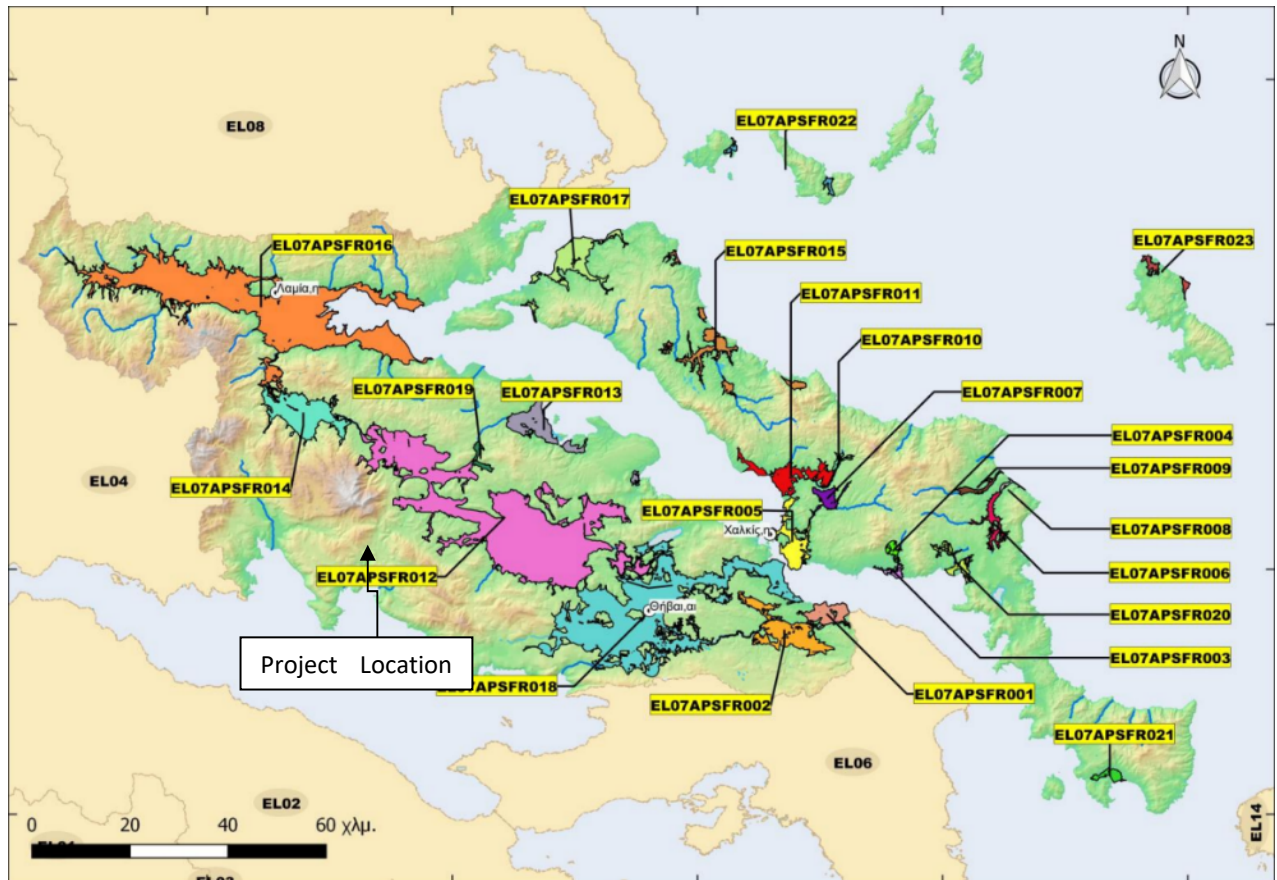 N
EL08
EL07APSFR022
EL07APSFR017
EL07APSFR016
EL07APSFR015
EL07APSFR023
Λαμία,η
EL07APSFR011
EL07APSFR010
EL07APSFR019
EL07APSFR013
EL07APSFR007
EL07APSFR004
EL07APSFR009
EL04
EL07APSFR014
EL07APSFR005
EL07APSFR008
Χαλκίς,η
EL07APSFR012
EL07APSFR006
Θήβαι,αι
EL07APSFR020
Project Location
EL07APSFR003
EL07APSFR018
EL07APSFR001
EL07APSFR002
EL07APSFR021
EL06
EL02
EL14
0 20 40 60 χλμ.